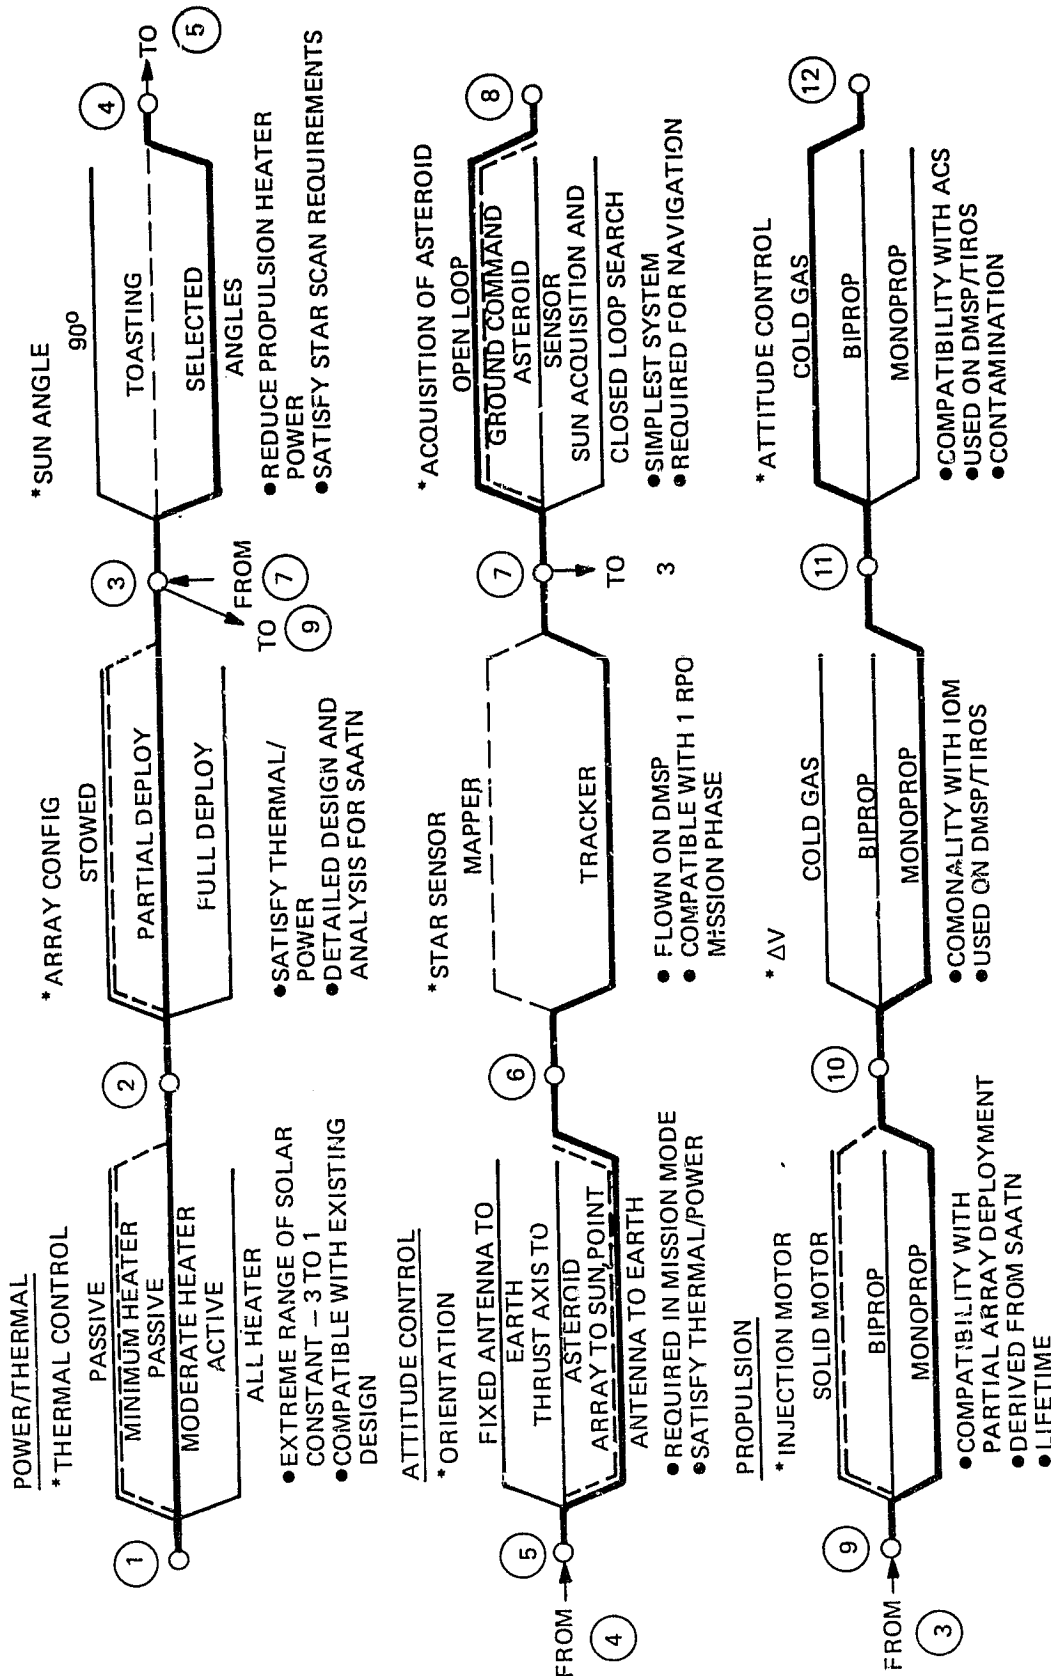 POWER/THERMAL
*THERMAL CONTROL
PASSIVE
MINIMUM HEATER
PASSIVE
MODERATE HEATER
ACTIVE
ALL HEATER
1
2
●EXTREME RANGE OF SOLAR
CONSTANT – 3 TO 1
●COMPATIBLE WITH EXISTING
DESIGN
*ARRAY CONFIG
STOWED
PARTIAL DEPLOY
FULL DEPLOY
●SATISFY THERMAL/
POWER
●DETAILED DESIGN AND
ANALYSIS FOR SAATN
3
FROM
7
TO
9
*SUN ANGLE
90°
TOASTING
SELECTED
ANGLES
●REDUCE PROPULSION HEATER
POWER
●SATISFY STAR SCAN REQUIREMENTS
4
TO
5
ATTITUDE CONTROL
*ORIENTATION
FIXED ANTENNA TO
EARTH
THRUST AXIS TO
ASTEROID
ARRAY TO SUN,POINT
ANTENNA TO EARTH
FROM
4
5
6
●REQUIRED IN MISSION MODE
●SATISFY THERMAL/POWER
*STAR SENSOR
MAPPER
TRACKER
● FLOWN ON DMSP
● COMPATIBLE WITH 1 RPO
MISSION PHASE
7
TO
3
*ACQUISITION OF ASTEROID
OPEN LOOP
GROUND COMMAND
ASTEROID
SENSOR
SUN ACQUISITION AND
CLOSED LOOP SEARCH
●SIMPLEST SYSTEM
●REQUIRED FOR NAVIGATION
8
PROPULSION
*INJECTION MOTOR
SOLID MOTOR
BIPROP
MONOPROP
FROM
3
9
10
●COMPATIBILITY WITH
PARTIAL ARRAY DEPLOYMENT
●DERIVED FROM SAATN
●LIFETIME
* ΔV
COLD GAS
BIPROP
MONOPROP
●COMONALITY WITH IOM
●USED ON DMSP/TIROS
11
*ATTITUDE CONTROL
COLD GAS
BIPROP
MONOPROP
●COMPATIBILITY WITH ACS
●USED ON DMSP/TIROS
●CONTAMINATION
12